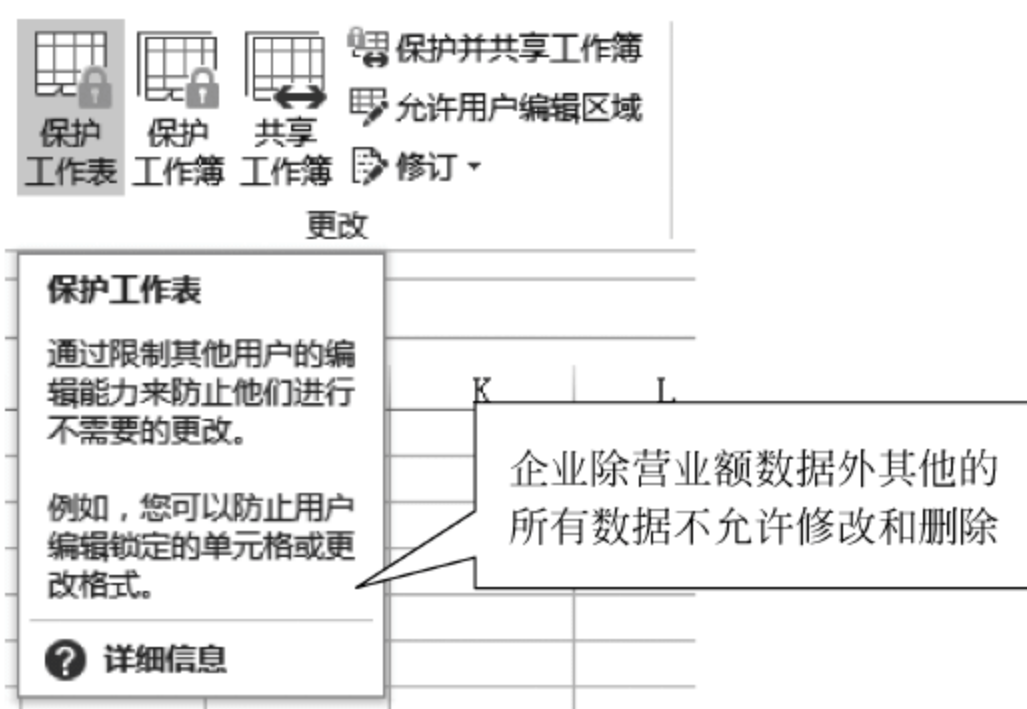 保护
工作表
保护
工作簿
共享
工作簿
保护并共享工作簿
允许用户编辑区域
修订
更改
保护工作表
通过限制其他用户的编
辑能力来防止他们进行
不需要的更改。
例如，您可以防止用户
编辑锁定的单元格或更
改格式。
? 详细信息
K L
企业除营业额数据外其他的
所有数据不允许修改和删除